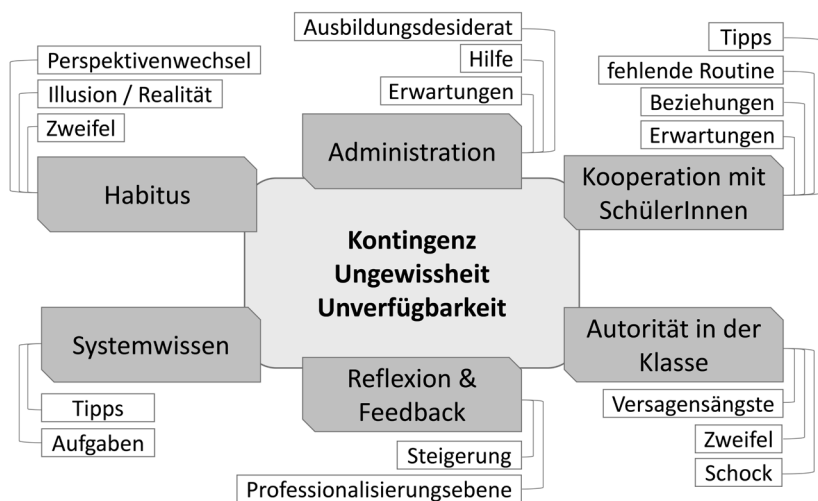 Perspektivenwechsel
Illusion / Realität
Zweifel
Habitus
Ausbildungsdesiderat
Hilfe
Erwartungen
Administration
Tipps
fehlende Routine
Beziehungen
Erwartungen
Kooperation mit
SchülerInnen
Kontingenz
Ungewissheit
Unverfügbarkeit
Systemwissen
Tipps
Aufgaben
Reflexion &
Feedback
Steigerung
Professionalisierungsebene
Autorität in der
Klasse
Versagensängste
Zweifel
Schock